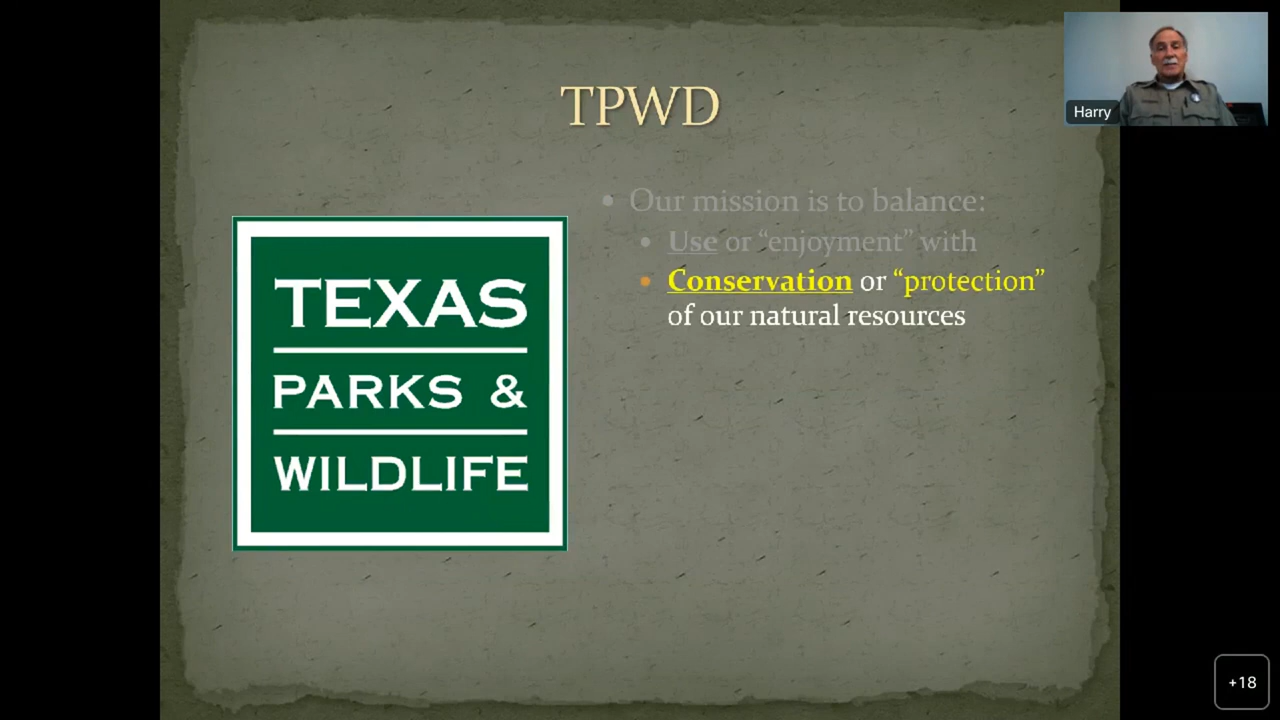 TPWD
• Our mission is to balance:
• Use or “enjoyment” with
• Conservation or “protection”
of our natural resources
TEXAS
PARKS &
WILDLIFE
Harry
+18